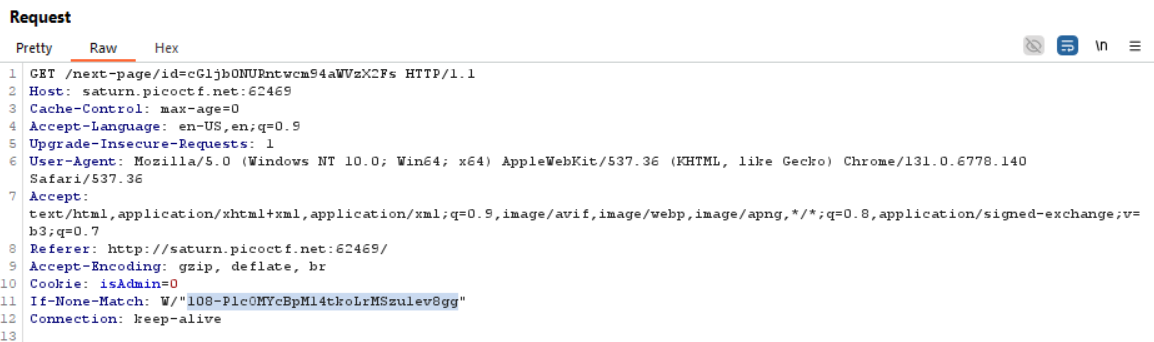 Request
Pretty Raw Hex \n
1 GET /next-page/id=cGljb0NURntwcm94aWVzX2Fs HTTP/1.1
2 Host: saturn.picoctf.net:62469
3 Cache-Control: max-age=0
4 Accept-Language: en-US,en;q=0.9
5 Upgrade-Insecure-Requests: 1
6 User-Agent: Mozilla/5.0 (Windows NT 10.0; Win64; x64) AppleWebKit/537.36 (KHTML, like Gecko) Chrome/131.0.6778.140
Safari/537.36
7 Accept:
text/html,application/xhtml+xml,application/xml;q=0.9,image/avif,image/webp,image/apng,*/*;q=0.8,application/signed-exchange;v=
b3;q=0.7
8 Referer: http://saturn.picoctf.net:62469/
9 Accept-Encoding: gzip, deflate, br
10 Cookie: isAdmin=0
11 If-None-Match: W/"108-Plc0MYcBpMl4tkoLrMSzulev8gg"
12 Connection: keep-alive
13